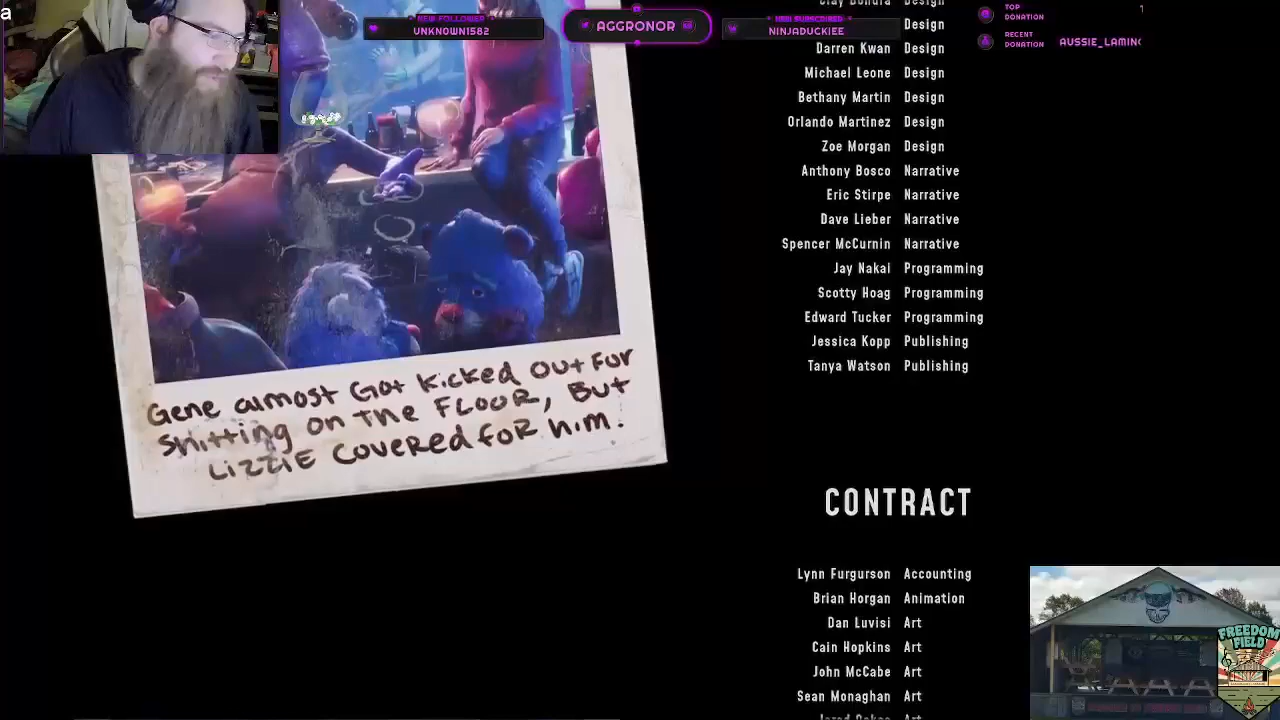 a
NEW FOLLOWER
UNKNOWN1582
AGGRONOR
NEW SUBSCRIBER
NINJADUCKIEE
TOP DONATION
1
RECENT DONATION
AUSSIE_LAMIN
Design
Design
Darren Kwan Design
Michael Leone Design
Bethany Martin Design
Orlando Martinez Design
Zoe Morgan Design
Anthony Bosco Narrative
Eric Stirpe Narrative
Dave Lieber Narrative
Spencer McCurnin Narrative
Jay Nakai Programming
Scotty Hoag Programming
Edward Tucker Programming
Jessica Kopp Publishing
Tanya Watson Publishing
Gene almost Got Kicked OUT FUR
Shitting on THE FLOOR, BUT
LIZZIE COVERED FOR him.
CONTRACT
Lynn Furgurson Accounting
Brian Horgan Animation
Dan Luvisi Art
Cain Hopkins Art
John McCabe Art
Sean Monaghan Art
FREEDOM
FIELD